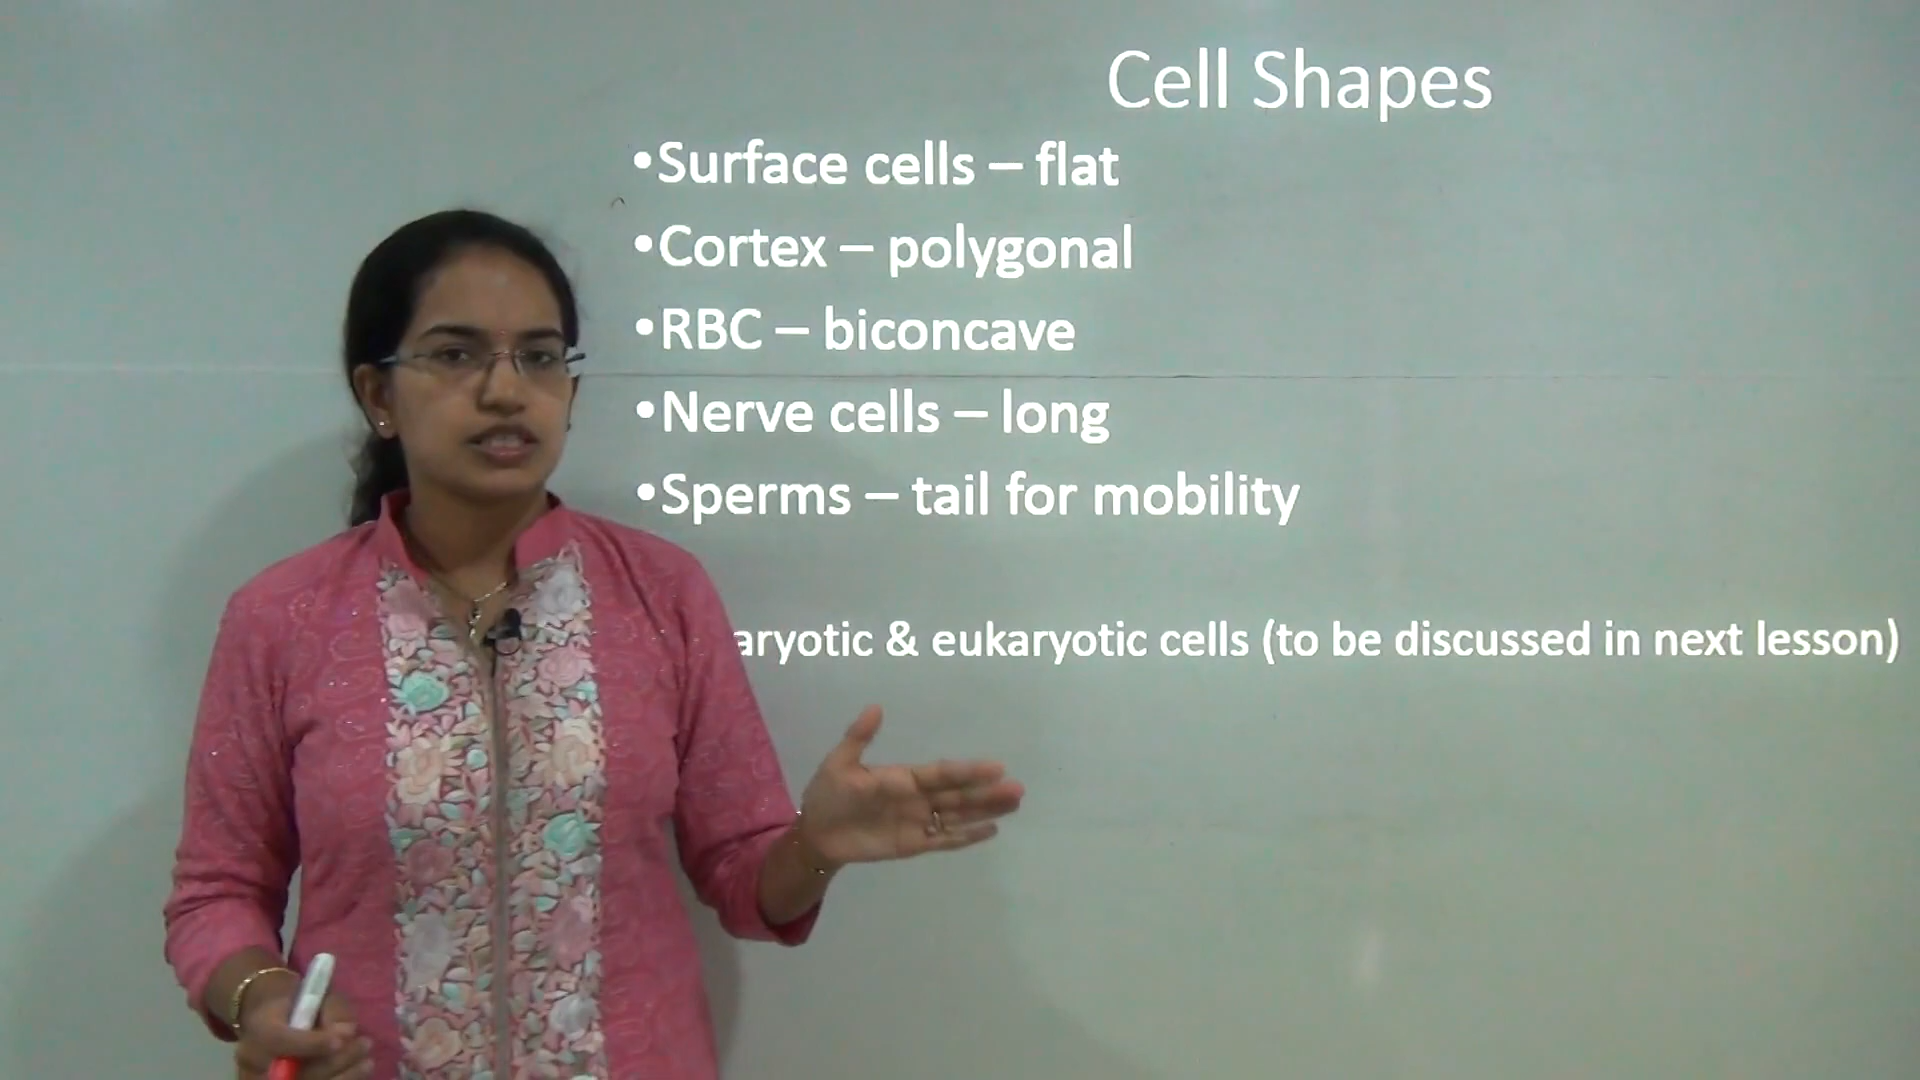 Cell Shapes
•Surface cells – flat
•Cortex – polygonal
•RBC – biconcave
•Nerve cells – long
•Sperms – tail for mobility
& eukaryotic cells (to be discussed in next lesson)